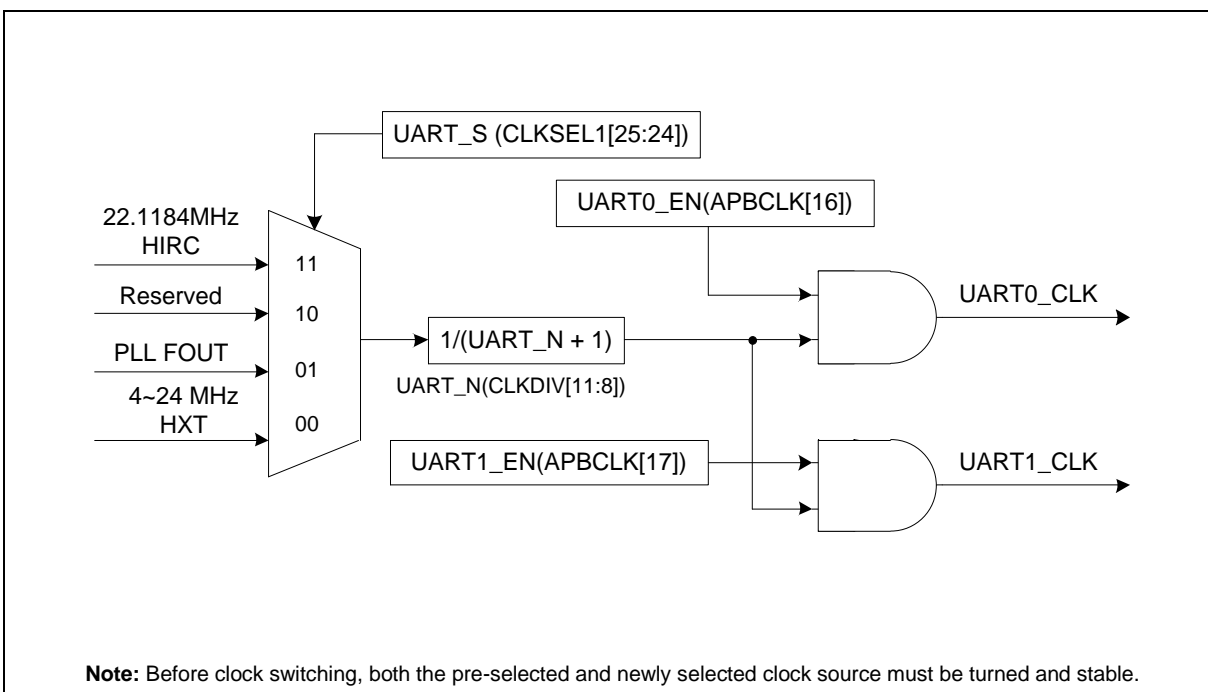 UART_S (CLKSEL1[25:24])
UART0_EN(APBCLK[16])
22.1184MHz
HIRC
11
Reserved
10
PLL FOUT
01
4~24 MHz
HXT
00
1/(UART_N + 1)
UART_N(CLKDIV[11:8])
UART0_CLK
UART1_EN(APBCLK[17])
UART1_CLK
Note: Before clock switching, both the pre-selected and newly selected clock source must be turned and stable.